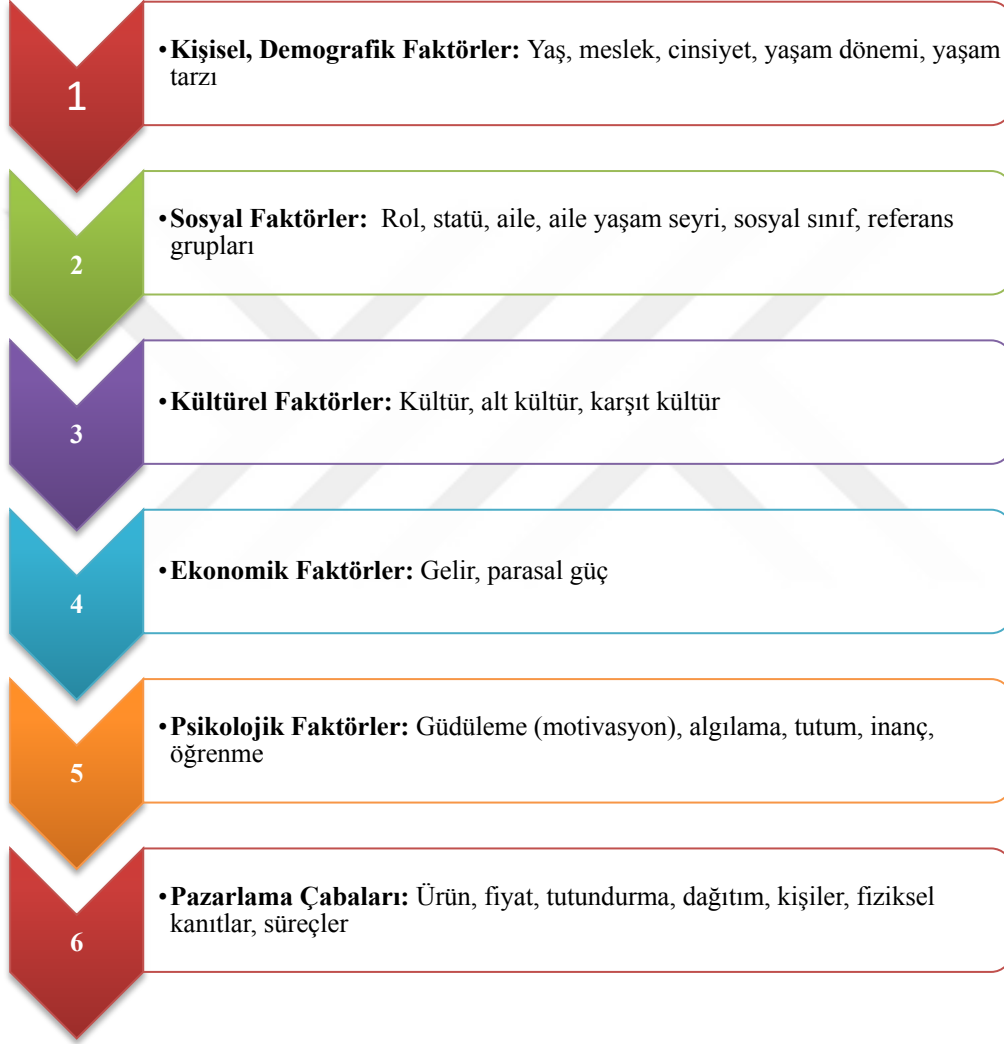 1
•Kişisel, Demografik Faktörler: Yaş, meslek, cinsiyet, yaşam dönemi, yaşam
tarzı
2
•Sosyal Faktörler: Rol, statü, aile, aile yaşam seyri, sosyal sınıf, referans
grupları
3
•Kültürel Faktörler: Kültür, alt kültür, karşıt kültür
4
•Ekonomik Faktörler: Gelir, parasal güç
5
•Psikolojik Faktörler: Güdüleme (motivasyon), algılama, tutum, inanç,
öğrenme
6
•Pazarlama Çabaları: Ürün, fiyat, tutundurma, dağıtım, kişiler, fiziksel
kanıtlar, süreçler